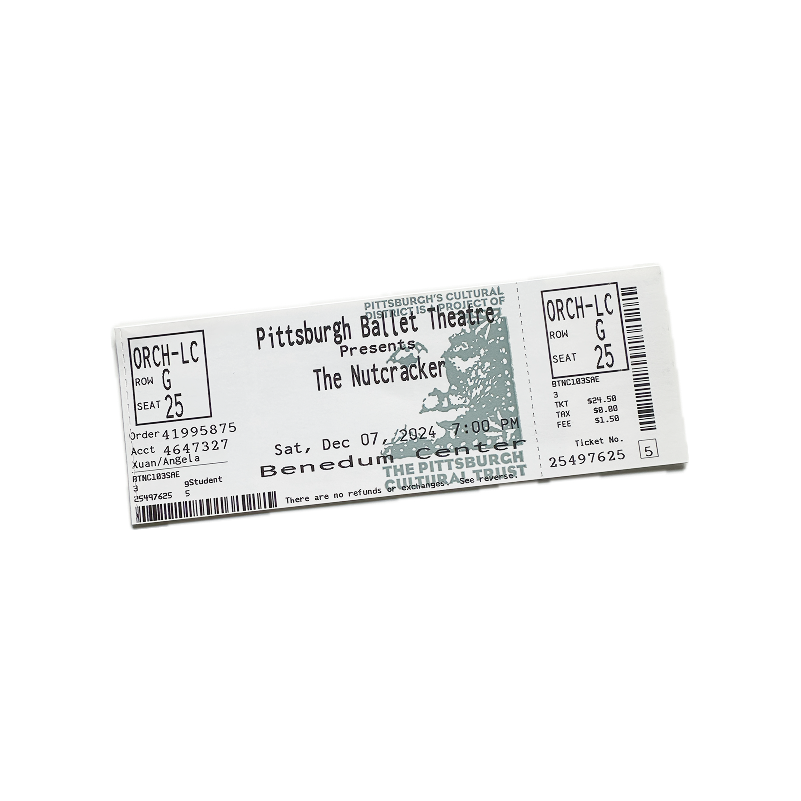 ORCH-LC
ROW G
SEAT 25
Order 41995875
Acct 4647327
Xuan/Angela
BTNC103SAE
3 gStudent
25497625 5
PITTSBURGH'S CULTURAL
DISTRICT IS A PROJECT OF
Pittsburgh Ballet Theatre
Presents
The Nutcracker
Sat, Dec 07, 2024 7:00 PM
Benedum Center
THE PITTSBURGH
CULTURAL TRUST
There are no refunds or exchanges. See reverse.
ORCH-LC
ROW G
SEAT 25
BTNC103SAE
3
TKT $24.50
TAX $0.00
FEE $1.50
Ticket No.
25497625 5